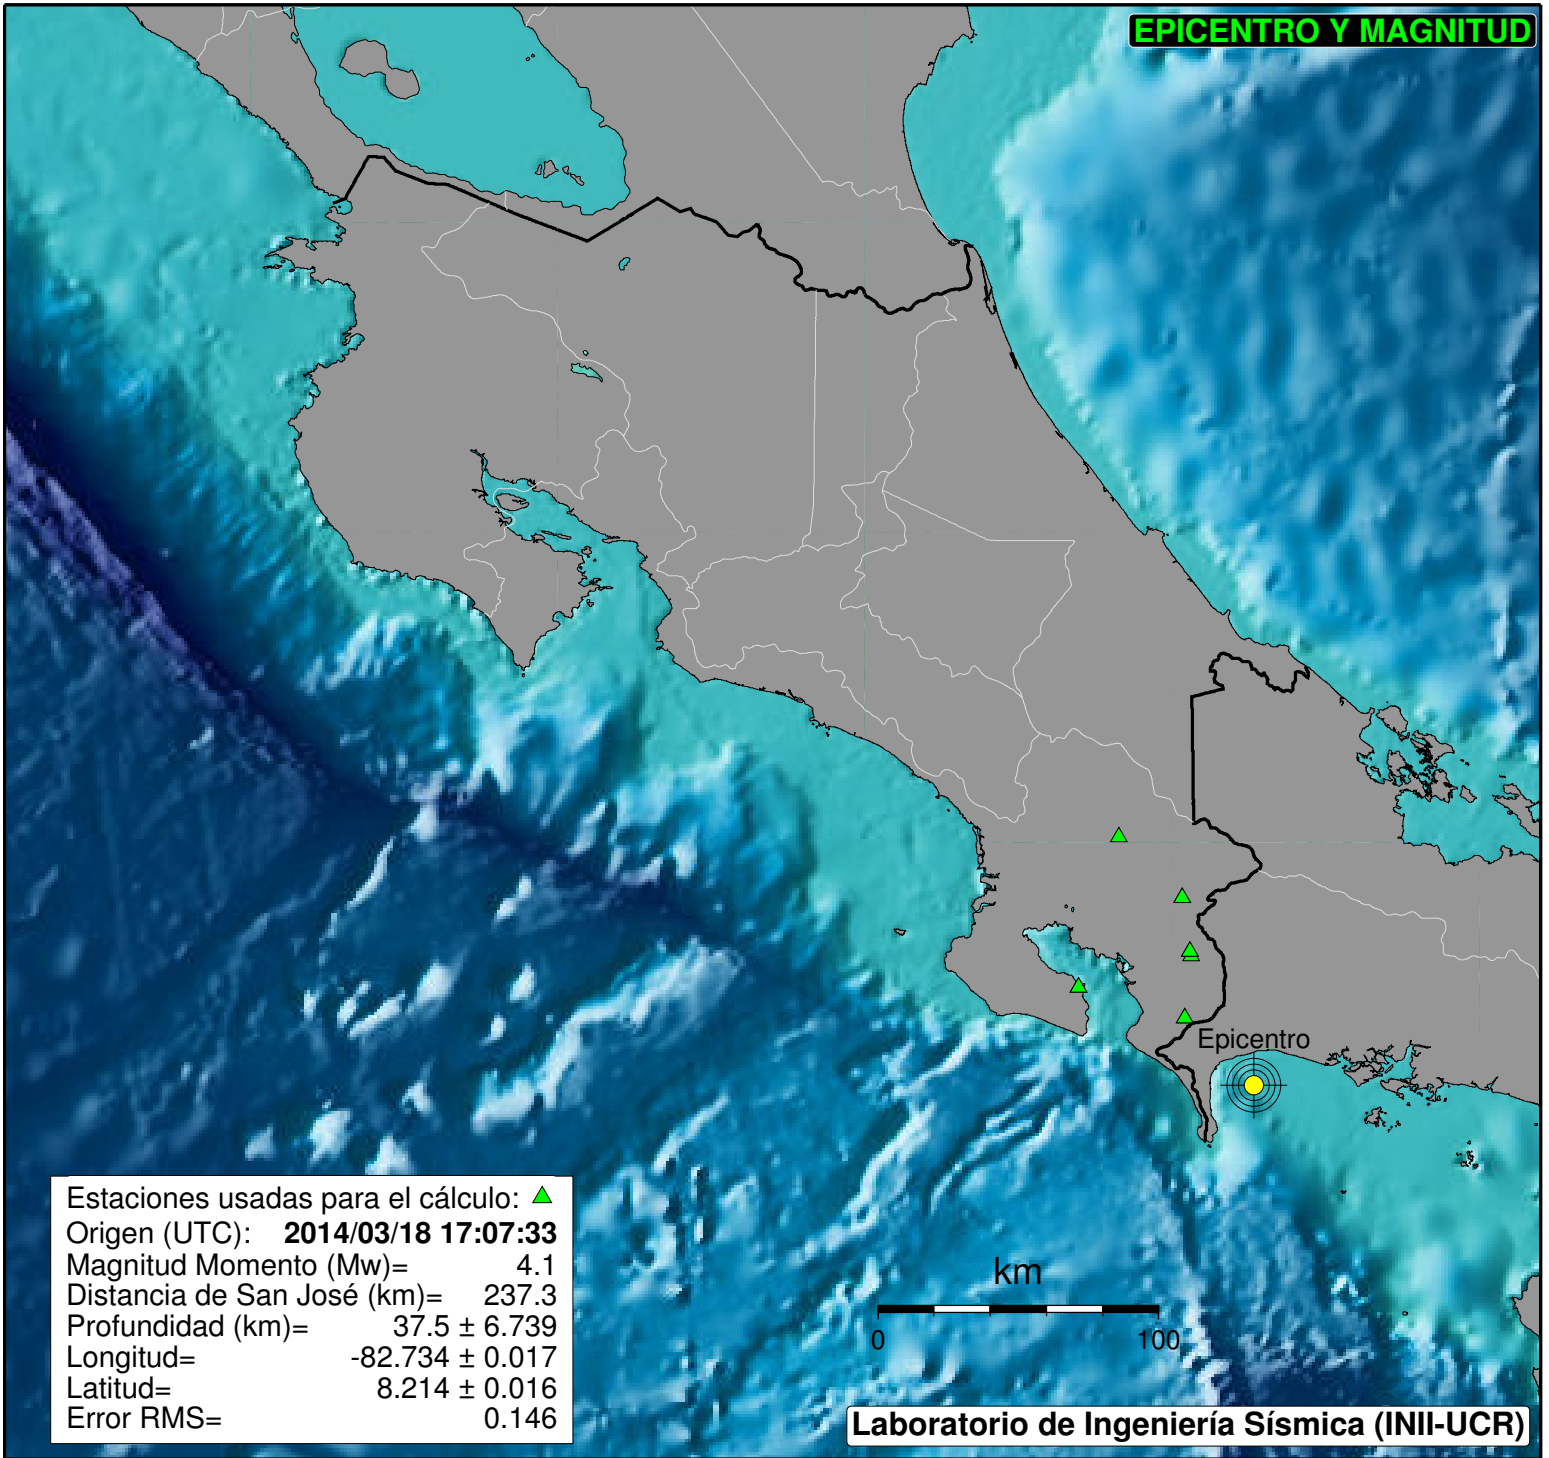 EPICENTRO Y MAGNITUD
Epicentro
Estaciones usadas para el cálculo:
Origen (UTC): 2014/03/18 17:07:33
Magnitud Momento (Mw)= 4.1
Distancia de San José (km)= 237.3
Profundidad (km)= 37.5 ± 6.739
Longitud= -82.734 ± 0.017
Latitud= 8.214 ± 0.016
Error RMS= 0.146
km
0 100
Laboratorio de Ingeniería Sísmica (INII-UCR)